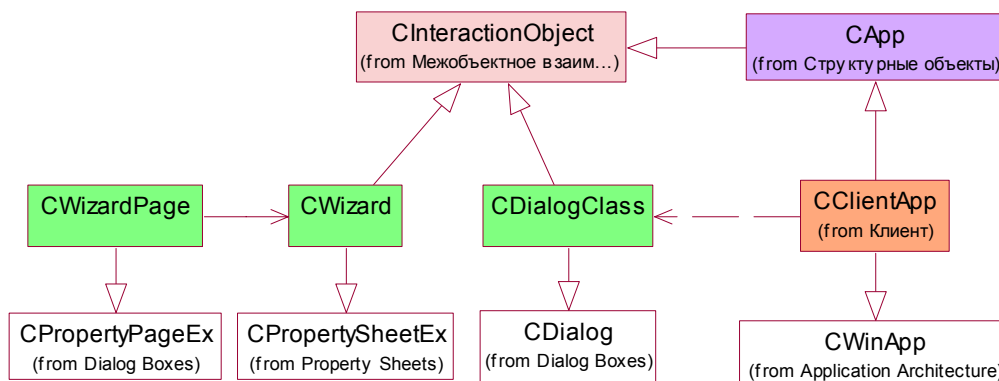 CInteractionObject
(from Межобъектное взаим...)
CApp
(from Структурные объекты)
CWizardPage
CWizard
CDialogClass
CClientApp
(from Клиент)
CPropertyPageEx
(from Dialog Boxes)
CPropertySheetEx
(from Property Sheets)
CDialog
(from Dialog Boxes)
CWinApp
(from Application Architecture)